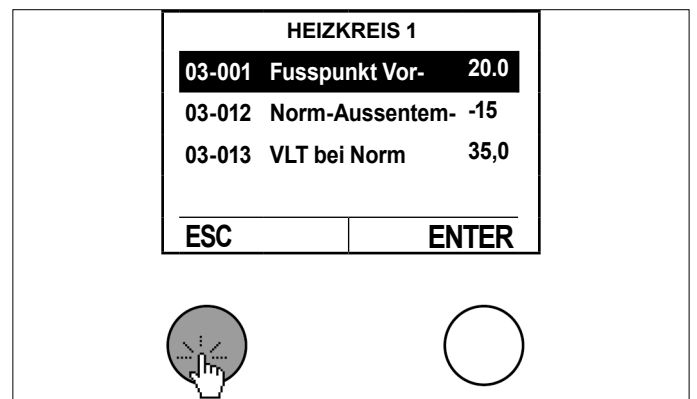 HEIZKREIS 1
03-001 Fusspunkt Vor- 20.0
03-012 Norm-Aussentem- -15
03-013 VLT bei Norm 35,0
ESC ENTER